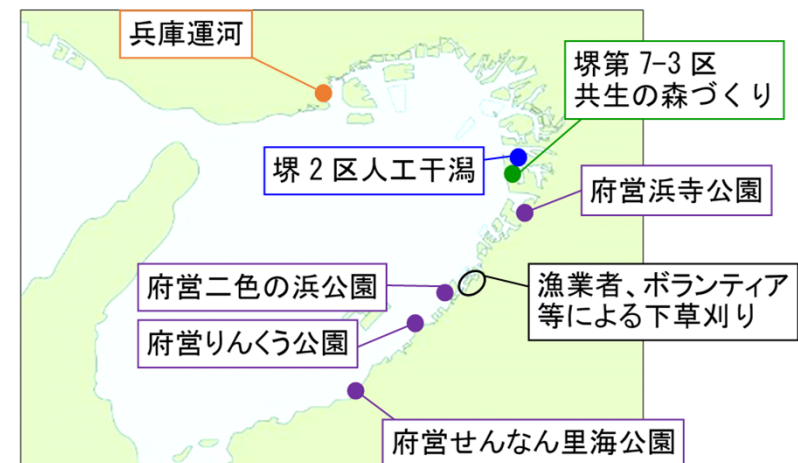 兵庫運河
堺第7-3区
共生の森づくり
堺2区人工干潟
府営浜寺公園
府営二色の浜公園
漁業者、ボランティア
等による下草刈り
府営りんくう公園
府営せんなん里海公園